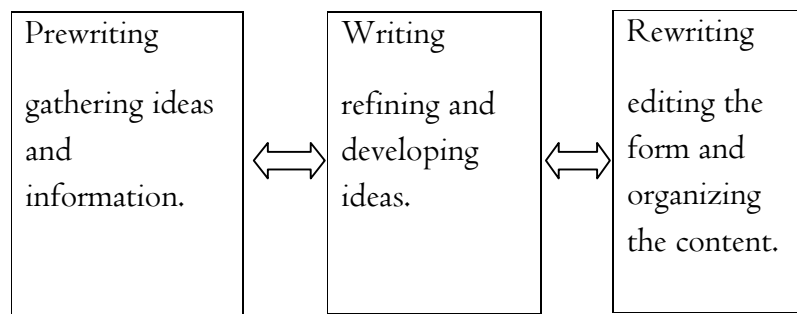 Prewriting
gathering ideas
and
information.
Writing
refining and
developing
ideas.
Rewriting
editing the
form and
organizing
the content.